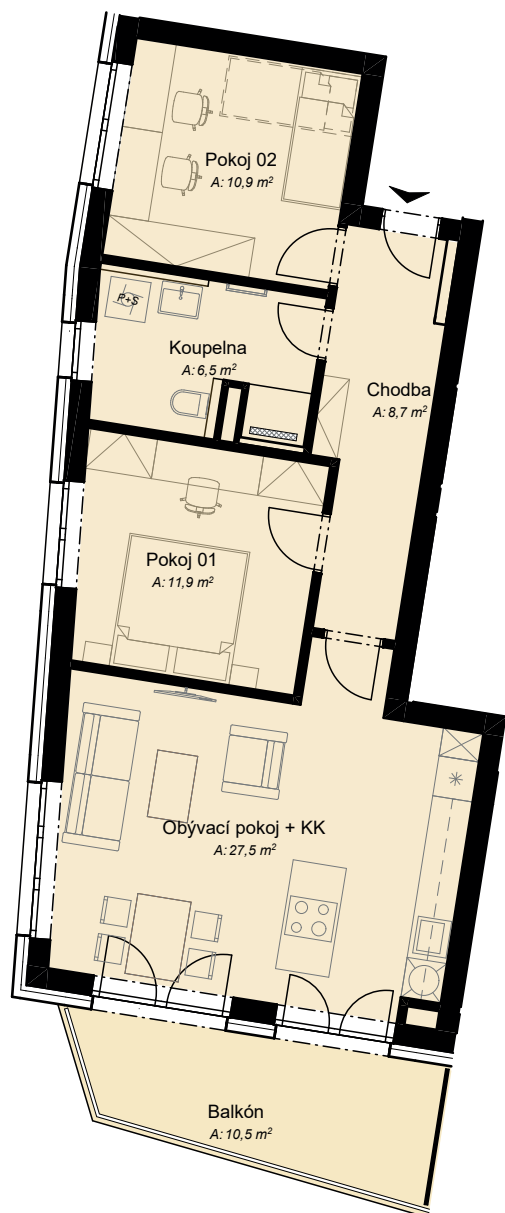 Pokoj 02
A: 10,9 m²
P+S
Koupelna
A: 6,5 m²
Chodba
A: 8,7 m²
Pokoj 01
A: 11,9 m²
Obývací pokoj + KK
A: 27,5 m²
Balkón
A: 10,5 m²